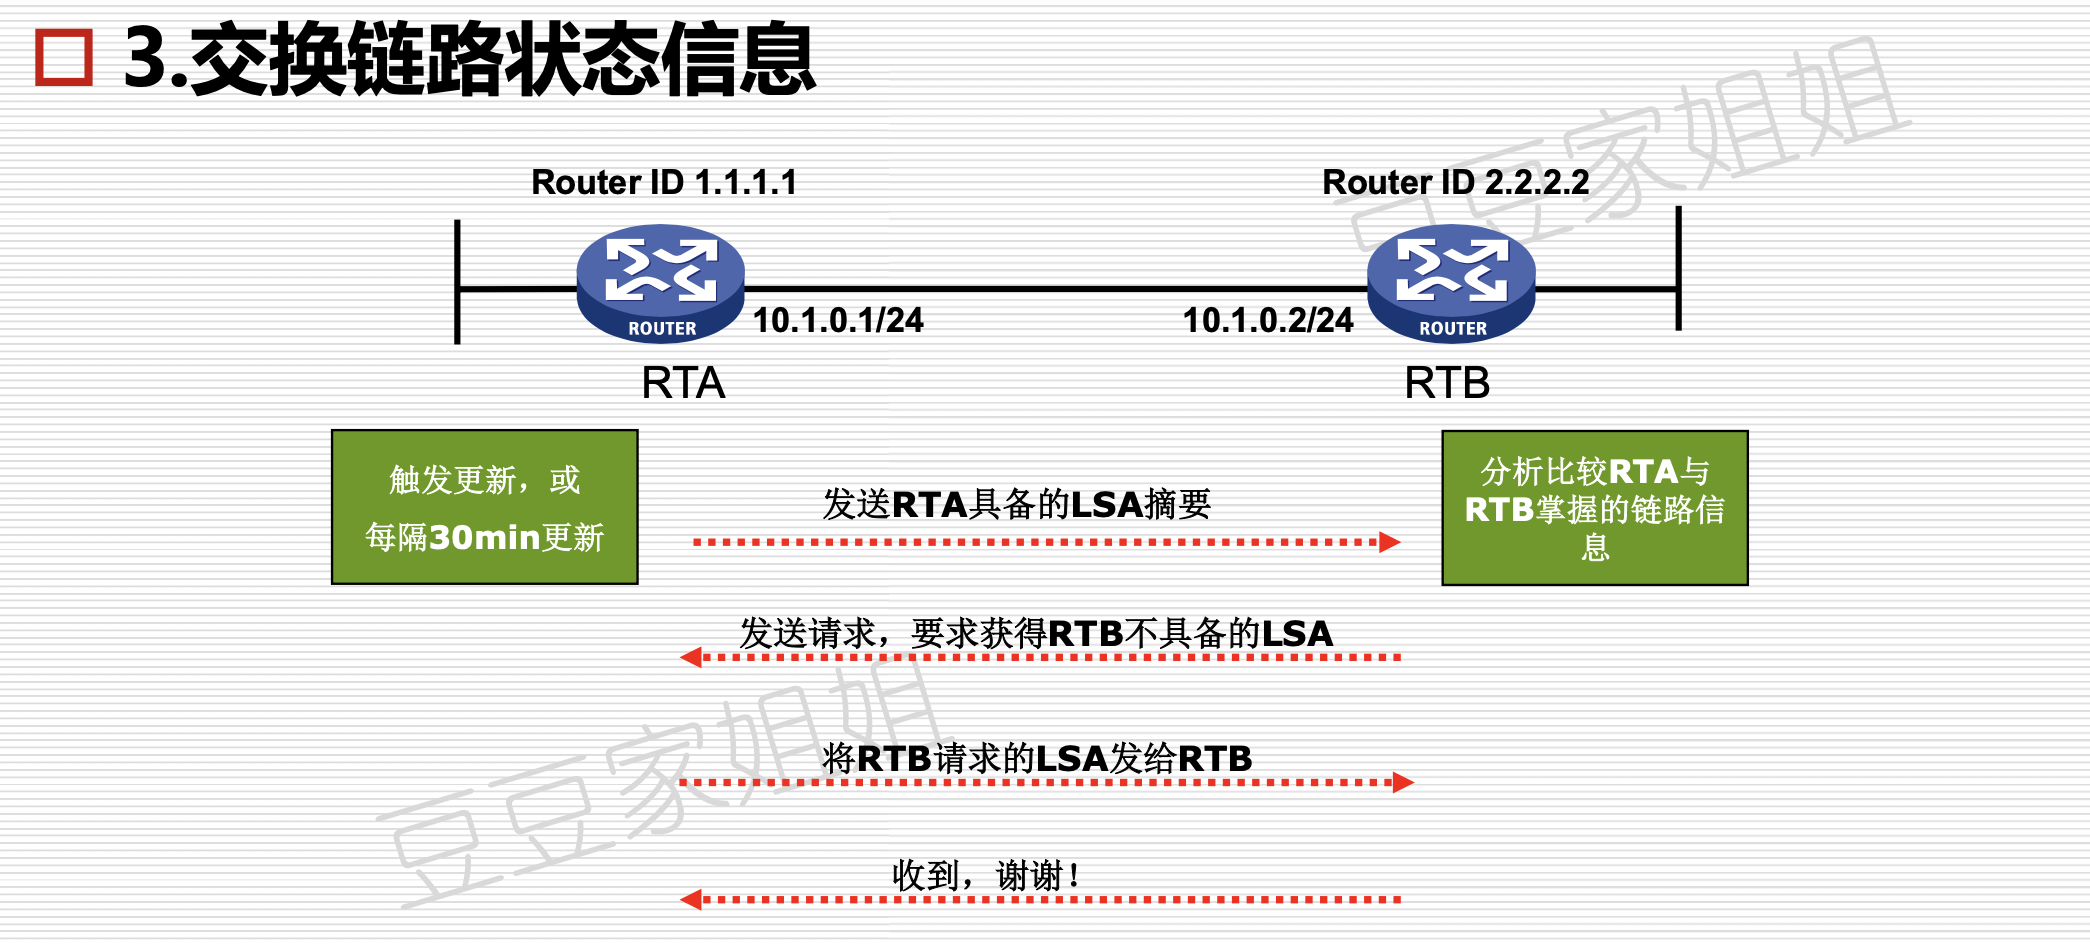 3.交换链路状态信息
豆豆家姐姐
Router ID 1.1.1.1
Router ID 2.2.2.2
ROUTER
ROUTER
10.1.0.1/24
10.1.0.2/24
RTA
RTB
触发更新，或
每隔30min更新
发送RTA具备的LSA摘要
分析比较RTA与
RTB掌握的链路信
息
发送请求，要求获得RTB不具备的LSA
豆豆家姐姐
将RTB请求的LSA发给RTB
收到，谢谢！